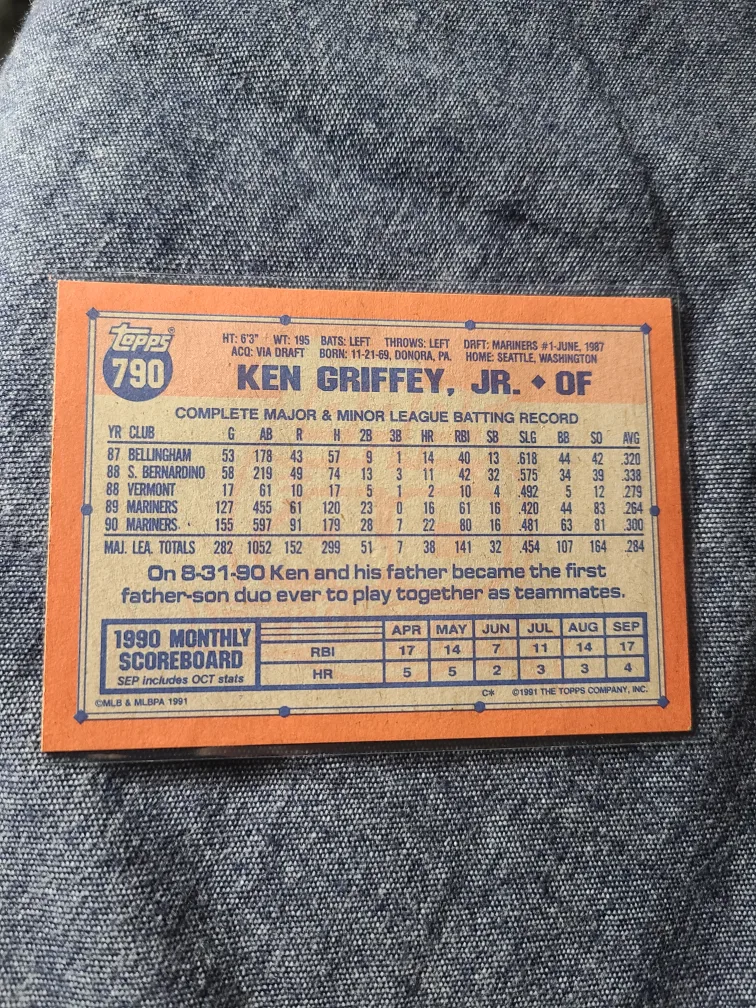 Topps®
790
HT: 6'3" WT: 195 BATS: LEFT THROWS: LEFT DRFT: MARINERS #1-JUNE, 1987
ACQ: VIA DRAFT BORN: 11-21-69, DONORA, PA. HOME: SEATTLE, WASHINGTON
KEN GRIFFEY, JR. ♦ OF
COMPLETE MAJOR & MINOR LEAGUE BATTING RECORD
YR CLUB G AB R H 2B 3B HR RBI SB SLG BB SO AVG
87 BELLINGHAM 53 178 43 57 9 1 14 40 13 .618 44 42 .320
88 S. BERNARDINO 58 219 49 74 13 3 11 42 32 .575 34 39 .338
88 VERMONT 17 61 10 17 5 1 2 10 4 .492 5 12 .279
89 MARINERS 127 455 61 120 23 0 16 61 16 .420 44 83 .264
90 MARINERS 155 597 91 179 28 7 22 80 16 .481 63 81 .300
MAJ. LEA. TOTALS 282 1052 152 299 51 7 38 141 32 .454 107 164 .284
On 8-31-90 Ken and his father became the first
father-son duo ever to play together as teammates.
1990 MONTHLY
SCOREBOARD
SEP includes OCT stats
APR MAY JUN JUL AUG SEP
RBI 17 14 7 11 14 17
HR 5 5 2 3 3 4
©MLB & MLBPA 1991
C* ©1991 THE TOPPS COMPANY, INC.